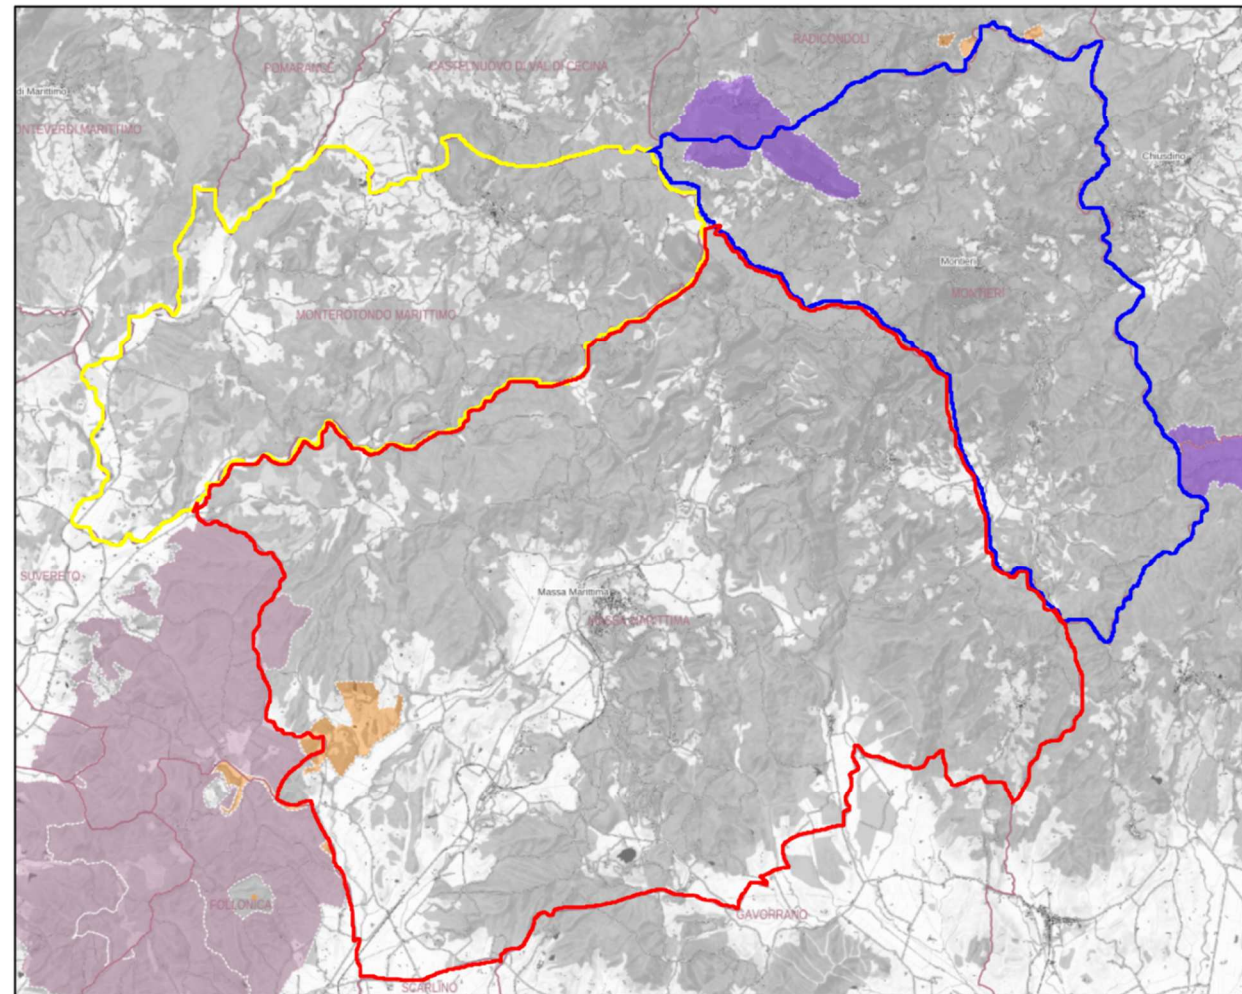 RADICONDOLI
POMARANCE
CASTELNUOVO DI VAL DI CECINA
di Marittimo
MONTEVERDI MARITTIMO
Chiusdino
Montieri
MONTIERI
MONTEROTONDO MARITTIMO
SUVERETO
Massa Marittima
MASSA MARITTIMA
FOLLONICA
GAVORRANO
SCARLINO